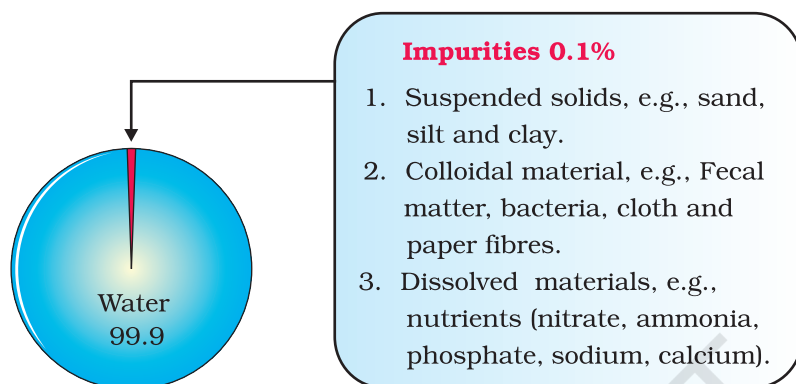 Impurities 0.1%
1. Suspended solids, e.g., sand,
silt and clay.
2. Colloidal material, e.g., Fecal
matter, bacteria, cloth and
paper fibres.
3. Dissolved materials, e.g.,
nutrients (nitrate, ammonia,
phosphate, sodium, calcium).
Water
99.9